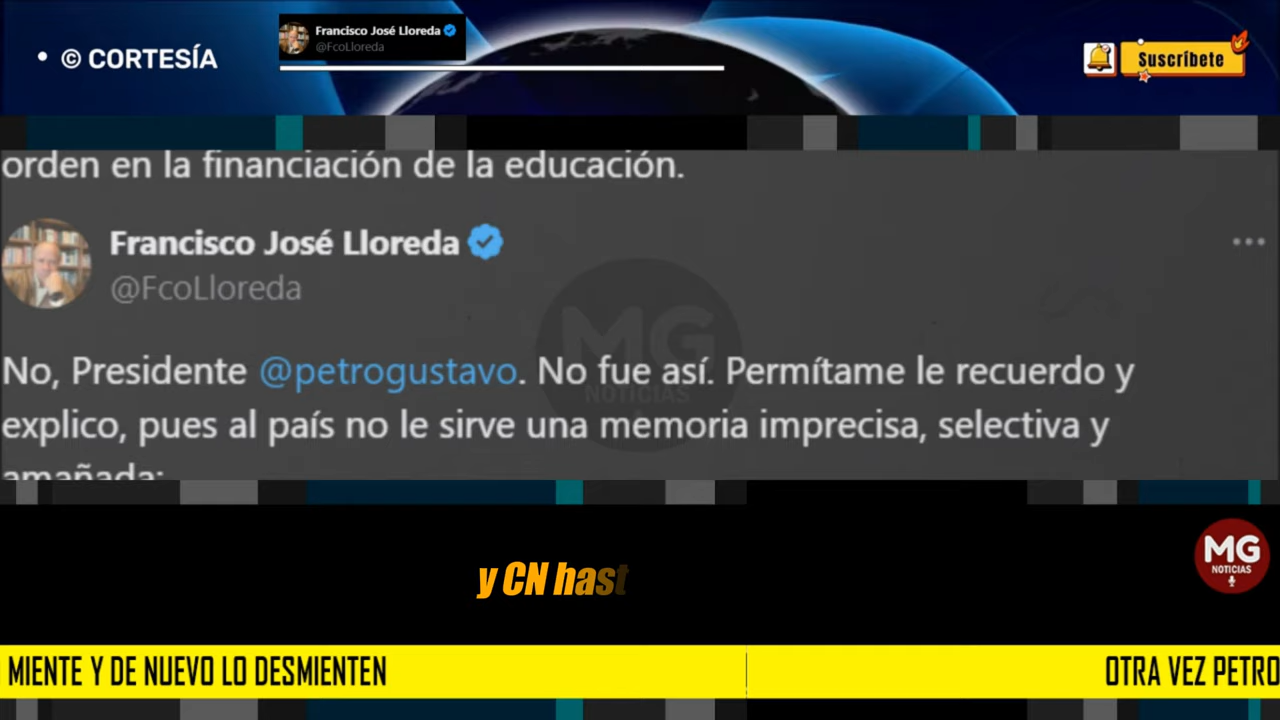 • © CORTESÍA
Francisco José Lloreda
@FcoLloreda
Suscríbete
orden en la financiación de la educación.
Francisco José Lloreda
@FcoLloreda
No, Presidente @petrogustavo. No fue así. Permítame le recuerdo y
explico, pues al país no le sirve una memoria imprecisa, selectiva y
amañada:
MG
NOTICIAS
y CN hast
MG
NOTICIAS
MIENTE Y DE NUEVO LO DESMIENTEN
OTRA VEZ PETRO